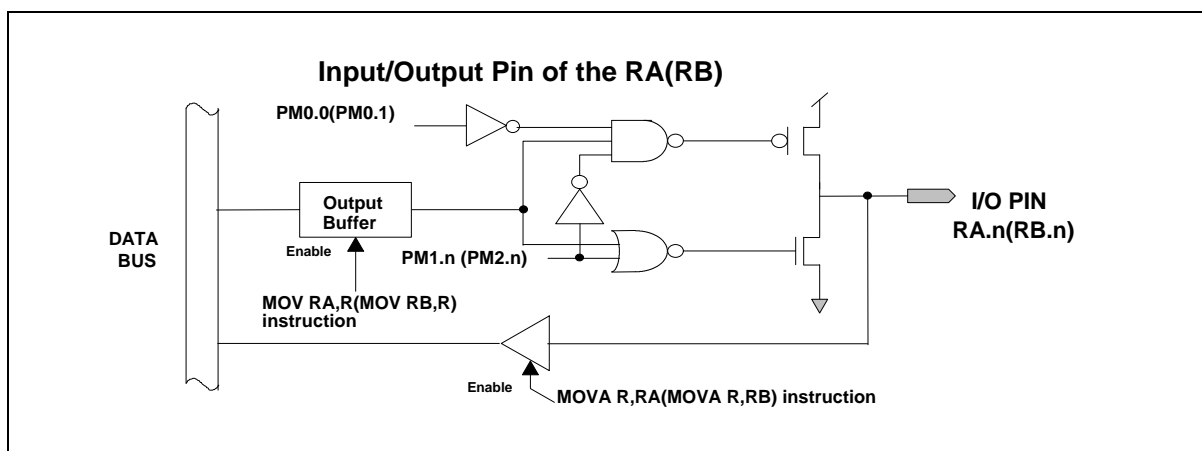 Input/Output Pin of the RA(RB)
PM0.0(PM0.1)
Output
Buffer
I/O PIN
RA.n(RB.n)
DATA
BUS
Enable
PM1.n (PM2.n)
MOV RA,R(MOV RB,R)
instruction
Enable
MOVA R,RA(MOVA R,RB) instruction